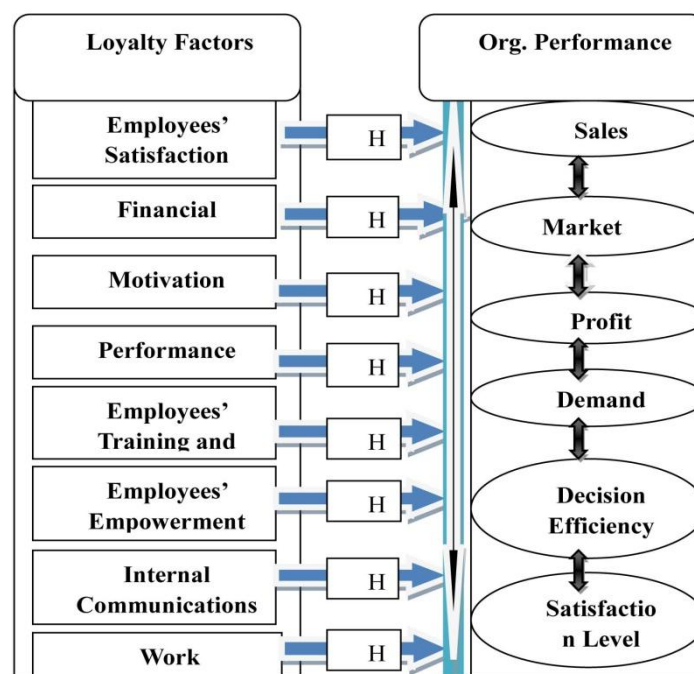 Loyalty Factors
Employees'
Satisfaction
Financial
Motivation
Performance
Employees'
Training and
Employees'
Empowerment
Internal
Communications
Work
H
H
H
H
H
H
H
H
Org. Performance
Sales
Market
Profit
Demand
Decision
Efficiency
Satisfactio
n Level